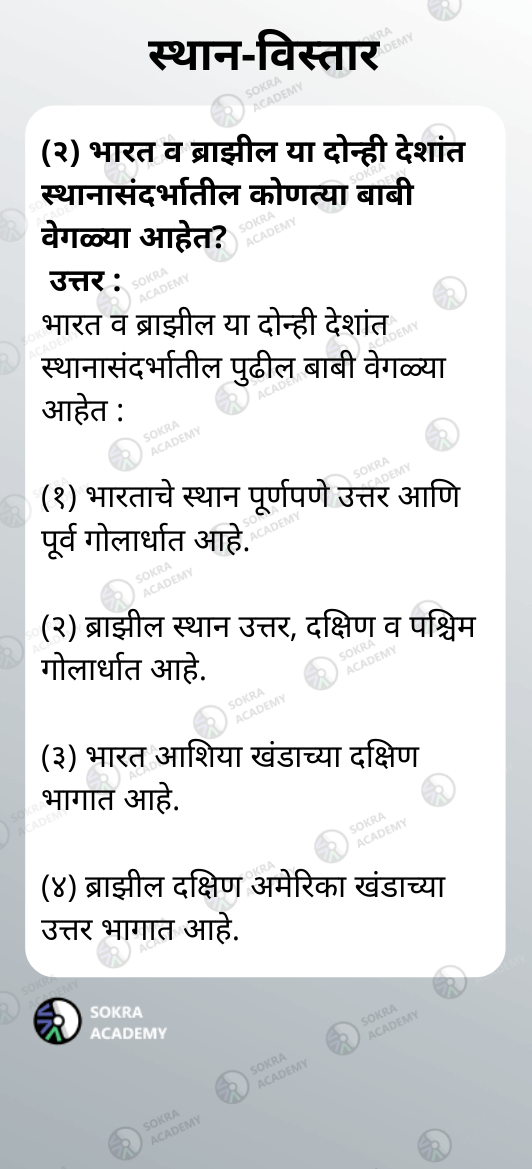 स्थान-विस्तार
(२) भारत व ब्राझील या दोन्ही देशांत
स्थानासंदर्भातील कोणत्या बाबी
वेगळ्या आहेत?
उत्तर :
भारत व ब्राझील या दोन्ही देशांत
स्थानासंदर्भातील पुढील बाबी वेगळ्या
आहेत :
(१) भारताचे स्थान पूर्णपणे उत्तर आणि
पूर्व गोलार्धात आहे.
(२) ब्राझील स्थान उत्तर, दक्षिण व पश्चिम
गोलार्धात आहे.
(३) भारत आशिया खंडाच्या दक्षिण
भागात आहे.
(४) ब्राझील दक्षिण अमेरिका खंडाच्या
उत्तर भागात आहे.
SOKRA
ACADEMY